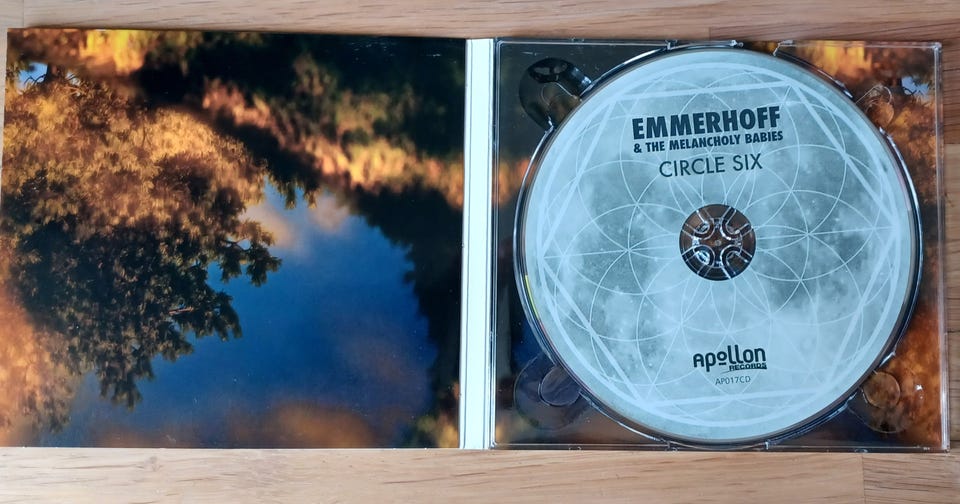 EMMERHOFF
& THE MELANCHOLY BABIES
CIRCLE SIX
APOLLON
RECORDS
AP017CD